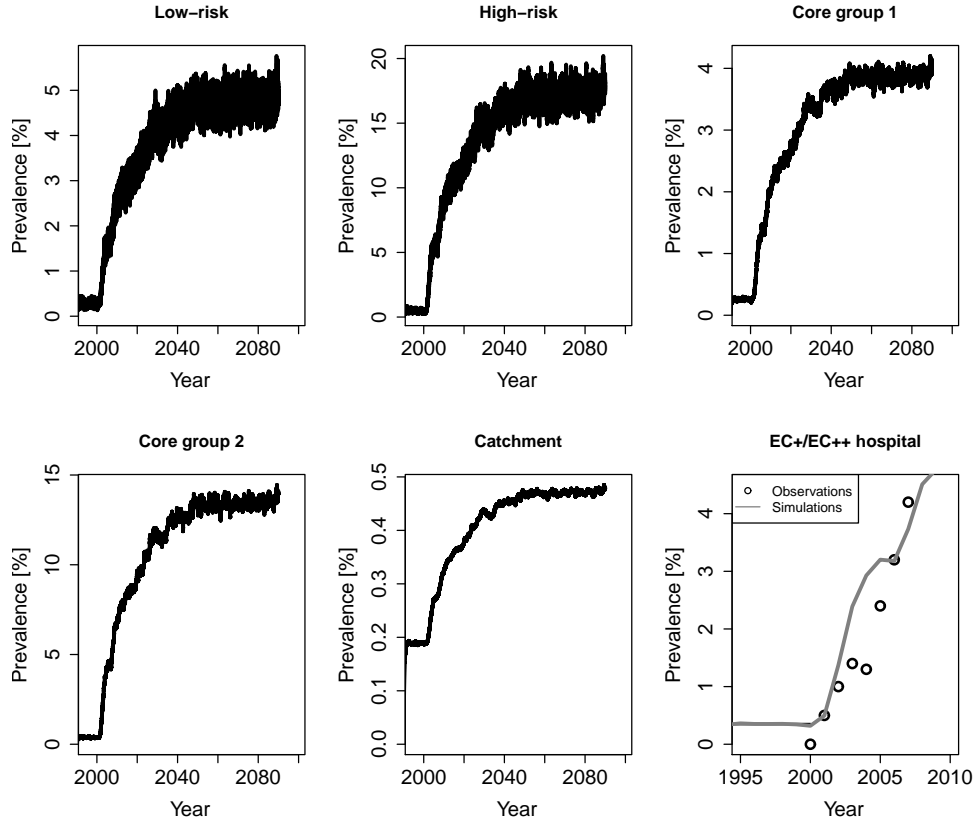 Low−risk
High−risk
Core group 1
Prevalence [%]
0 1 2 3 4 5
2000 2040 2080
Year
Prevalence [%]
0 5 10 15 20
2000 2040 2080
Year
Prevalence [%]
0 1 2 3 4
2000 2040 2080
Year
Core group 2
Catchment
EC+/EC++ hospital
Prevalence [%]
0 5 10 15
2000 2040 2080
Year
Prevalence [%]
0.0 0.1 0.2 0.3 0.4 0.5
2000 2040 2080
Year
Prevalence [%]
0 1 2 3 4
Observations
Simulations
1995 2000 2005 2010
Year